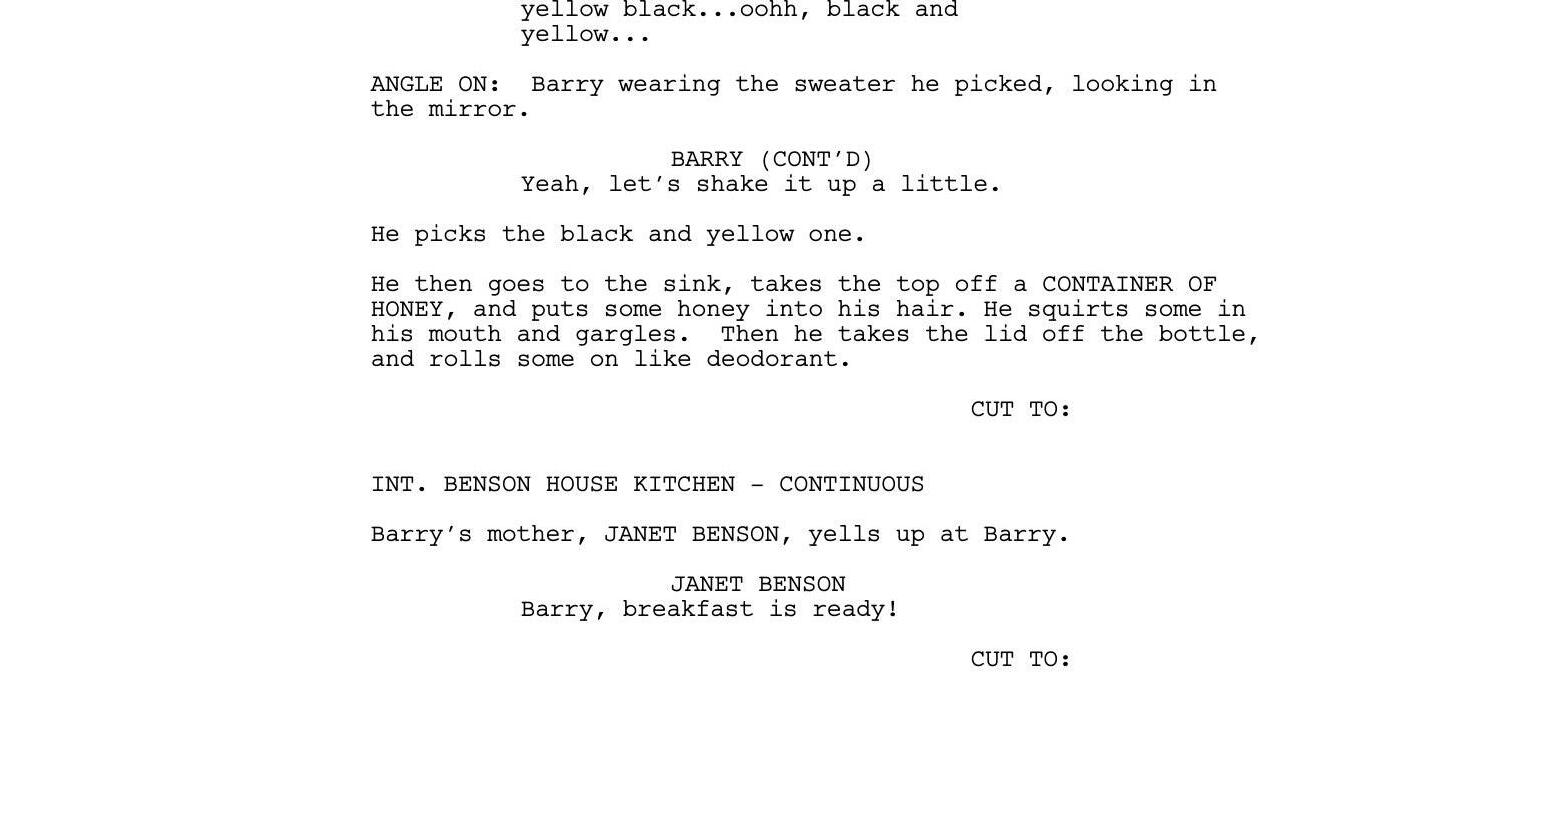 yellow black...oohh, black and
yellow...
ANGLE ON:  Barry wearing the sweater he picked, looking in
the mirror.
BARRY (CONT’D)
Yeah, let’s shake it up a little.
He picks the black and yellow one.
He then goes to the sink, takes the top off a CONTAINER OF
HONEY, and puts some honey into his hair. He squirts some in
his mouth and gargles.  Then he takes the lid off the bottle,
and rolls some on like deodorant.
CUT TO:
INT. BENSON HOUSE KITCHEN – CONTINUOUS
Barry’s mother, JANET BENSON, yells up at Barry.
JANET BENSON
Barry, breakfast is ready!
CUT TO: